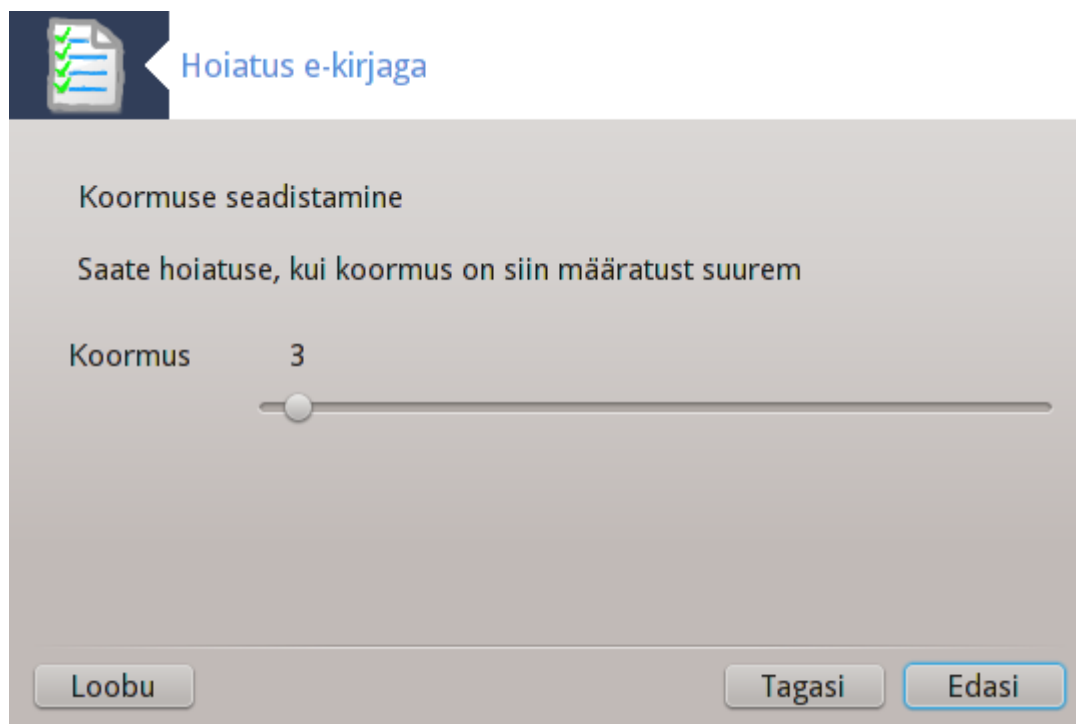 Hoiatus e-kirjaga
Koormuse seadistamine
Saate hoiatuse, kui koormus on siin määratust suurem
Koormus 3
Loobu Tagasi Edasi